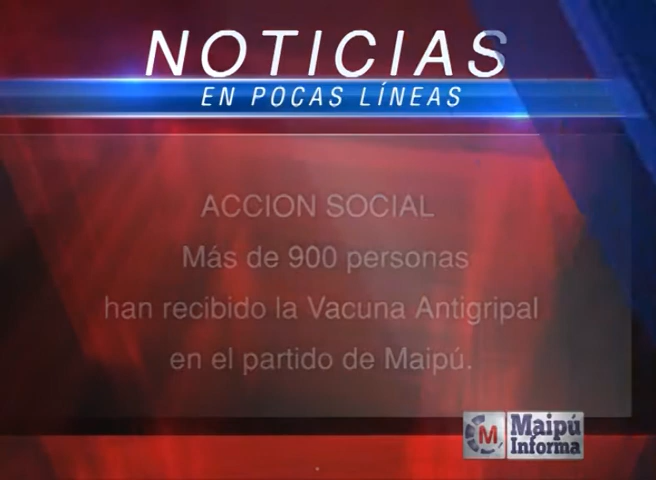 NOTICIAS
EN POCAS LÍNEAS
ACCION SOCIAL
Más de 900 personas
han recibido la Vacuna Antigripal
en el partido de Maipú.
M Maipú
Informa